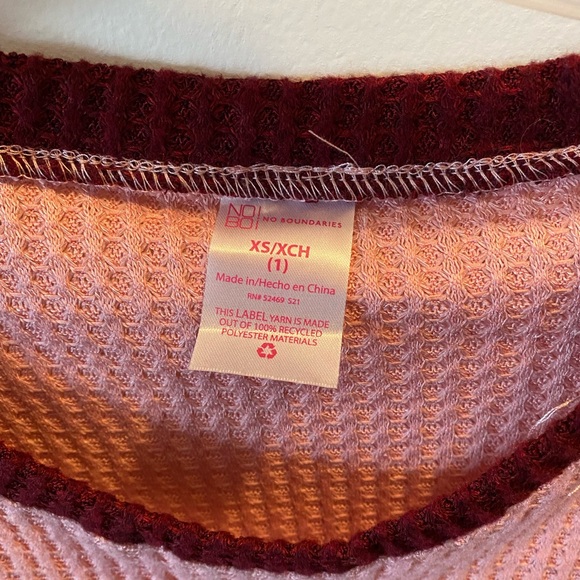 NO
BO
NO BOUNDARIES
XS/XCH
(1)
Made in/Hecho en China
RN# 52469 S21
THIS LABEL YARN IS MADE
OUT OF 100% RECYCLED
POLYESTER MATERIALS